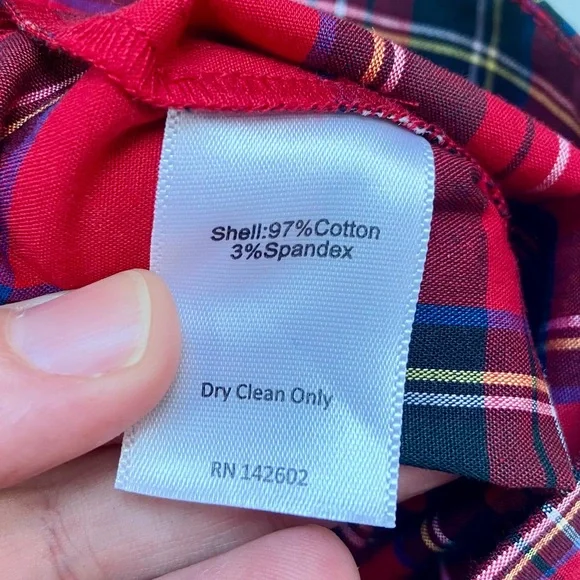 Shell:97%Cotton
3%Spandex
Dry Clean Only
RN 142602